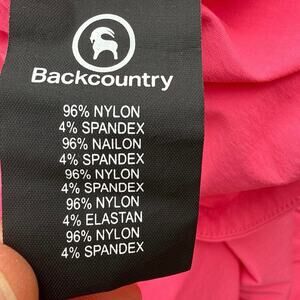 Backcountry
96% NYLON
4% SPANDEX
96% NAILON
4% SPANDEX
96% NYLON
4% SPANDEX
96% NYLON
4% ELASTAN
96% NYLON
4% SPANDEX